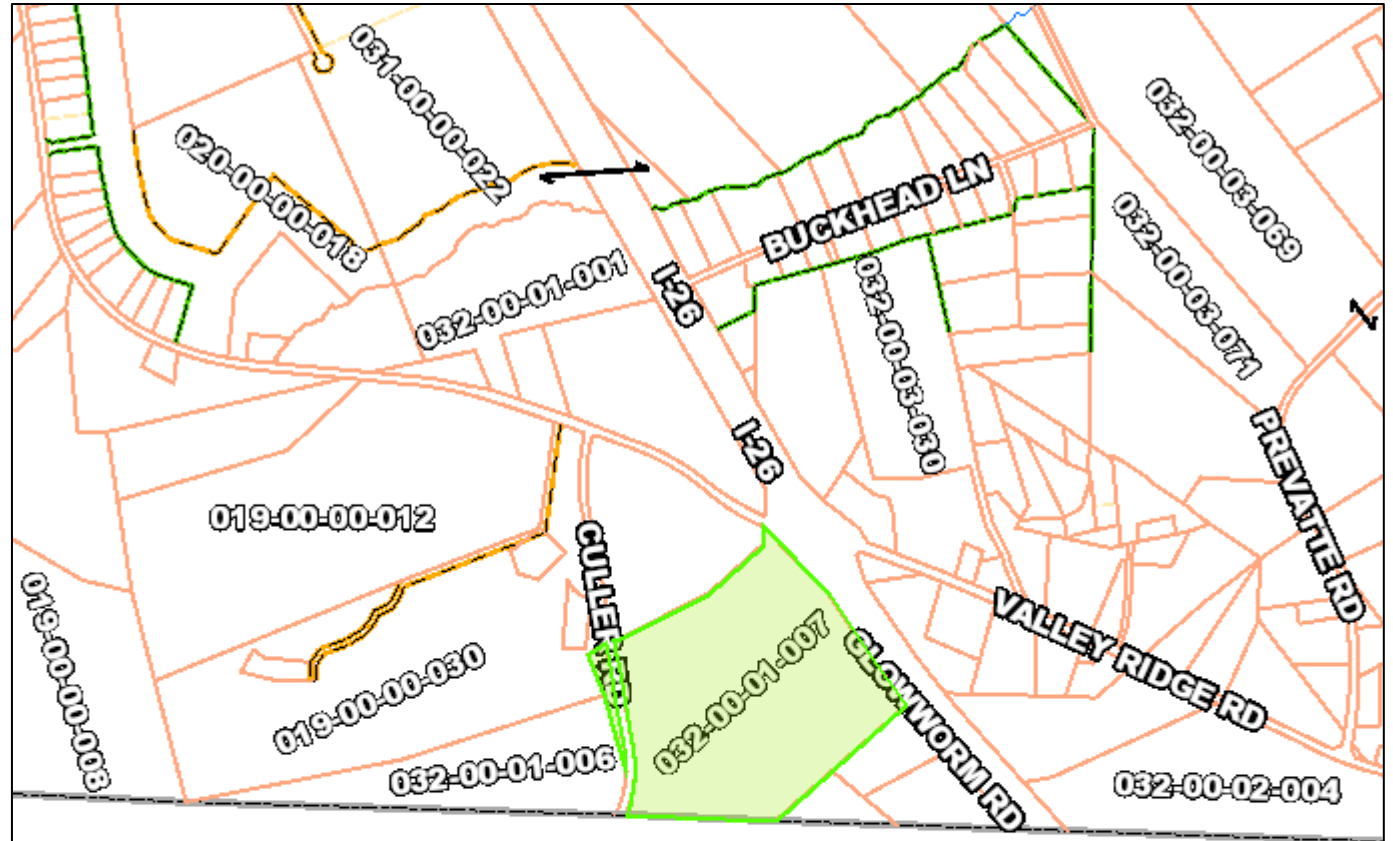 031-00-00-022
020-00-00-018
032-00-03-069
BUCKHEAD LN
032-00-03-071
032-00-01-001
I-26
032-00-03-030
I-26
PREVATTE RD
019-00-00-012
CULLER RD
019-00-00-008
VALLEY RIDGE RD
032-00-01-007
GLOWWORM RD
019-00-00-030
032-00-01-006
032-00-02-004